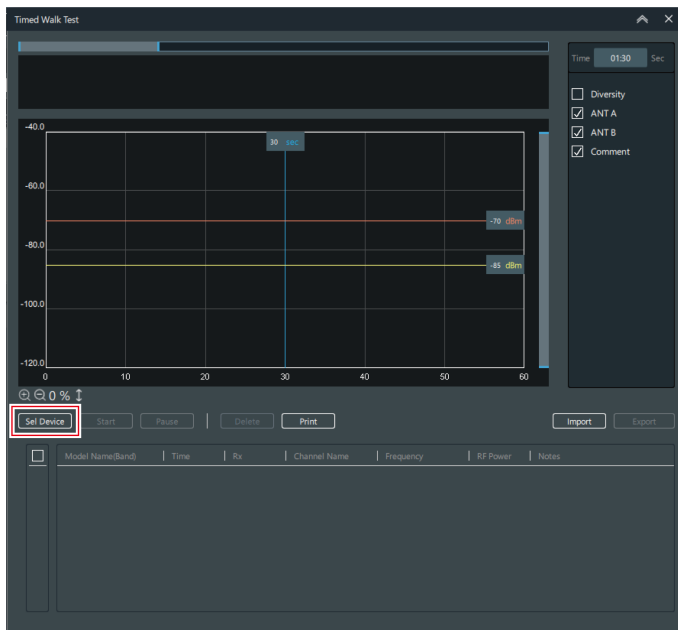 Timed Walk Test
Time 01:30 Sec
Diversity
ANT A
ANT B
Comment
-40.0
30 sec
-60.0
-70 dBm
-80.0
-85 dBm
-100.0
-120.0
0 10 20 30 40 50 60
0 %
Sel Device Start Pause Delete Print Import Export
Model Name(Band) Time Rx Channel Name Frequency RF Power Notes